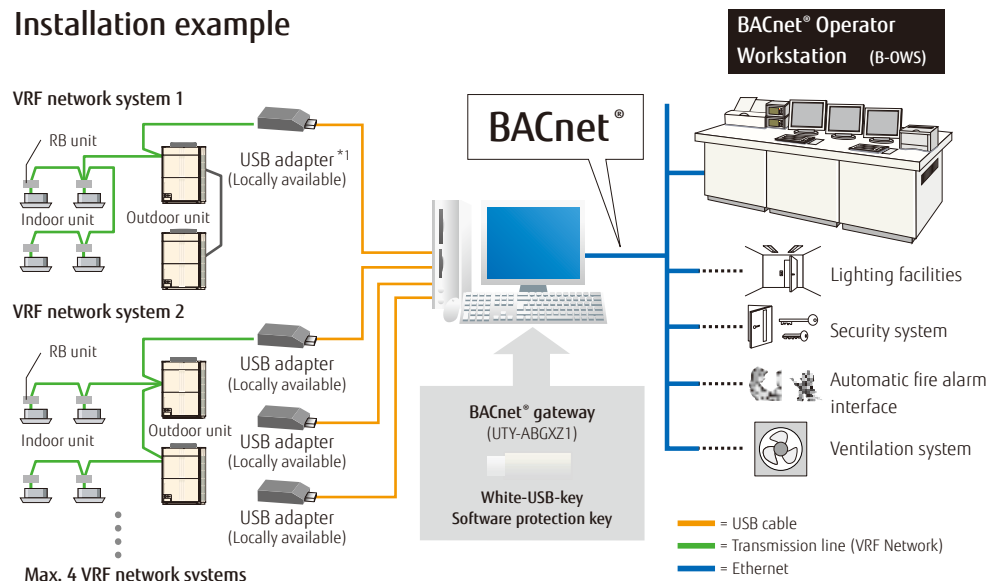 Installation example
BACnet® Operator
Workstation (B-OWS)
VRF network system 1
RB unit
Indoor unit
Outdoor unit
USB adapter*1
(Locally available)
BACnet®
VRF network system 2
RB unit
Indoor unit
Outdoor unit
USB adapter
(Locally available)
USB adapter
(Locally available)
USB adapter
(Locally available)
Max. 4 VRF network systems
BACnet® gateway
(UTY-ABGXZ1)
White-USB-key
Software protection key
Lighting facilities
Security system
Automatic fire alarm
interface
Ventilation system
= USB cable
= Transmission line (VRF Network)
= Ethernet